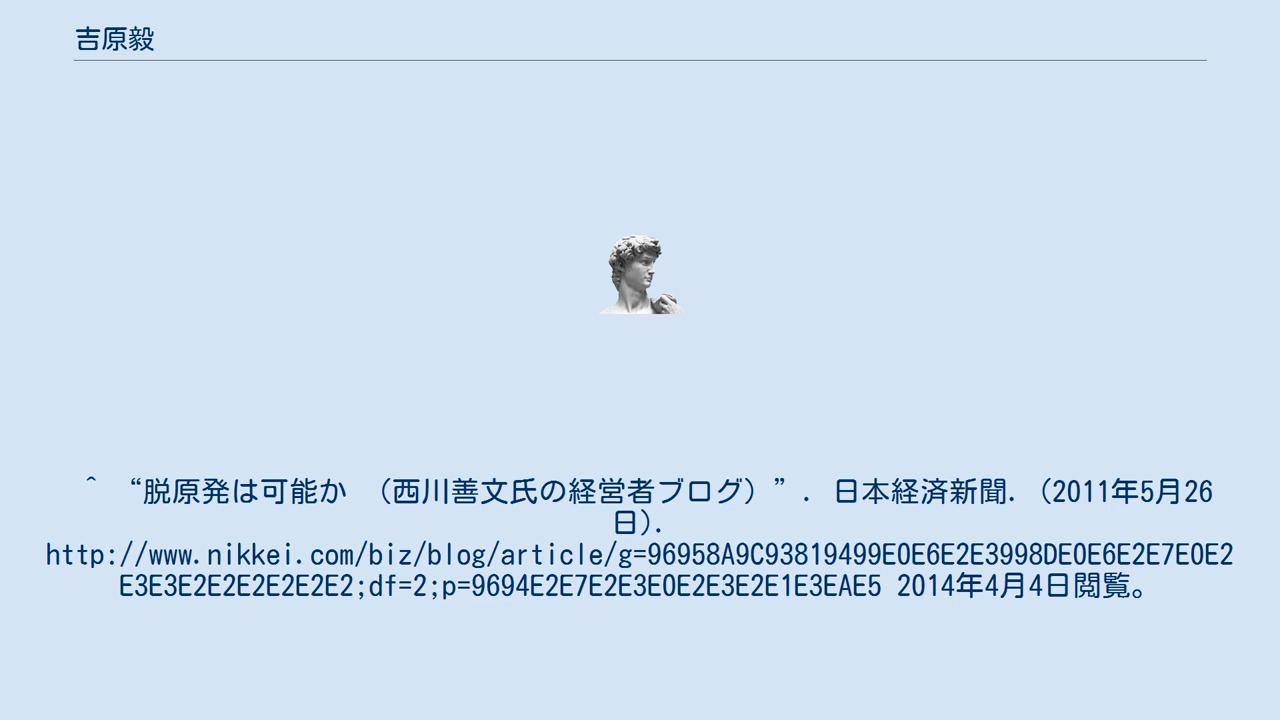 吉原毅
^ “脱原発は可能か （西川善文氏の経営者ブログ）”. 日本経済新聞. (2011年5月26
日).
http://www.nikkei.com/biz/blog/article/g=96958A9C93819499E0E6E2E3998DE0E6E2E7E0E2
E3E3E2E2E2E2E2E2;df=2;p=9694E2E7E2E3E0E2E3E2E1E3EAE5 2014年4月4日閲覧。